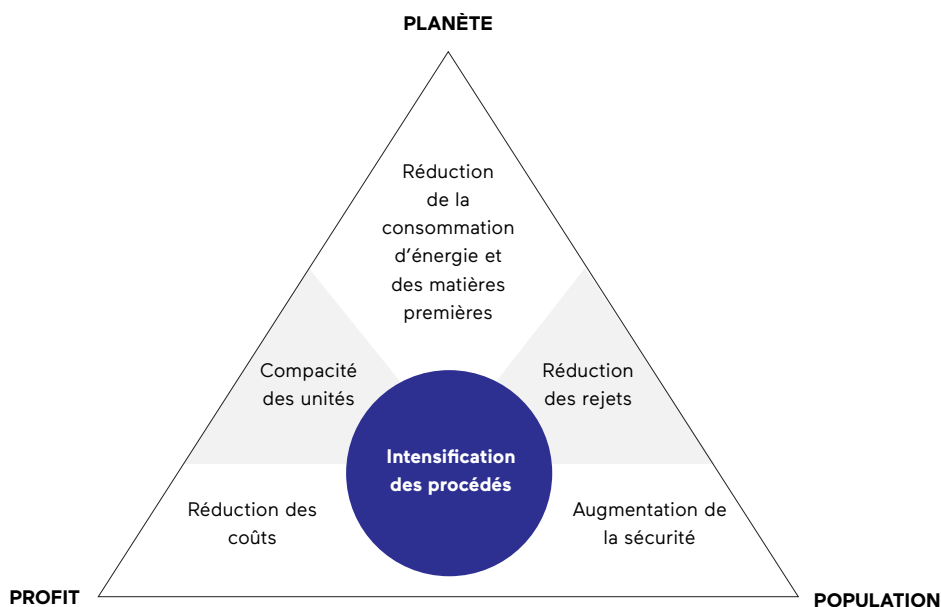 PLANÈTE
Réduction
de la
consommation
d'énergie et
des matières
premières
Compacité
des unités
Réduction
des rejets
Intensification
des procédés
Réduction des
coûts
Augmentation de
la sécurité
PROFIT
POPULATION